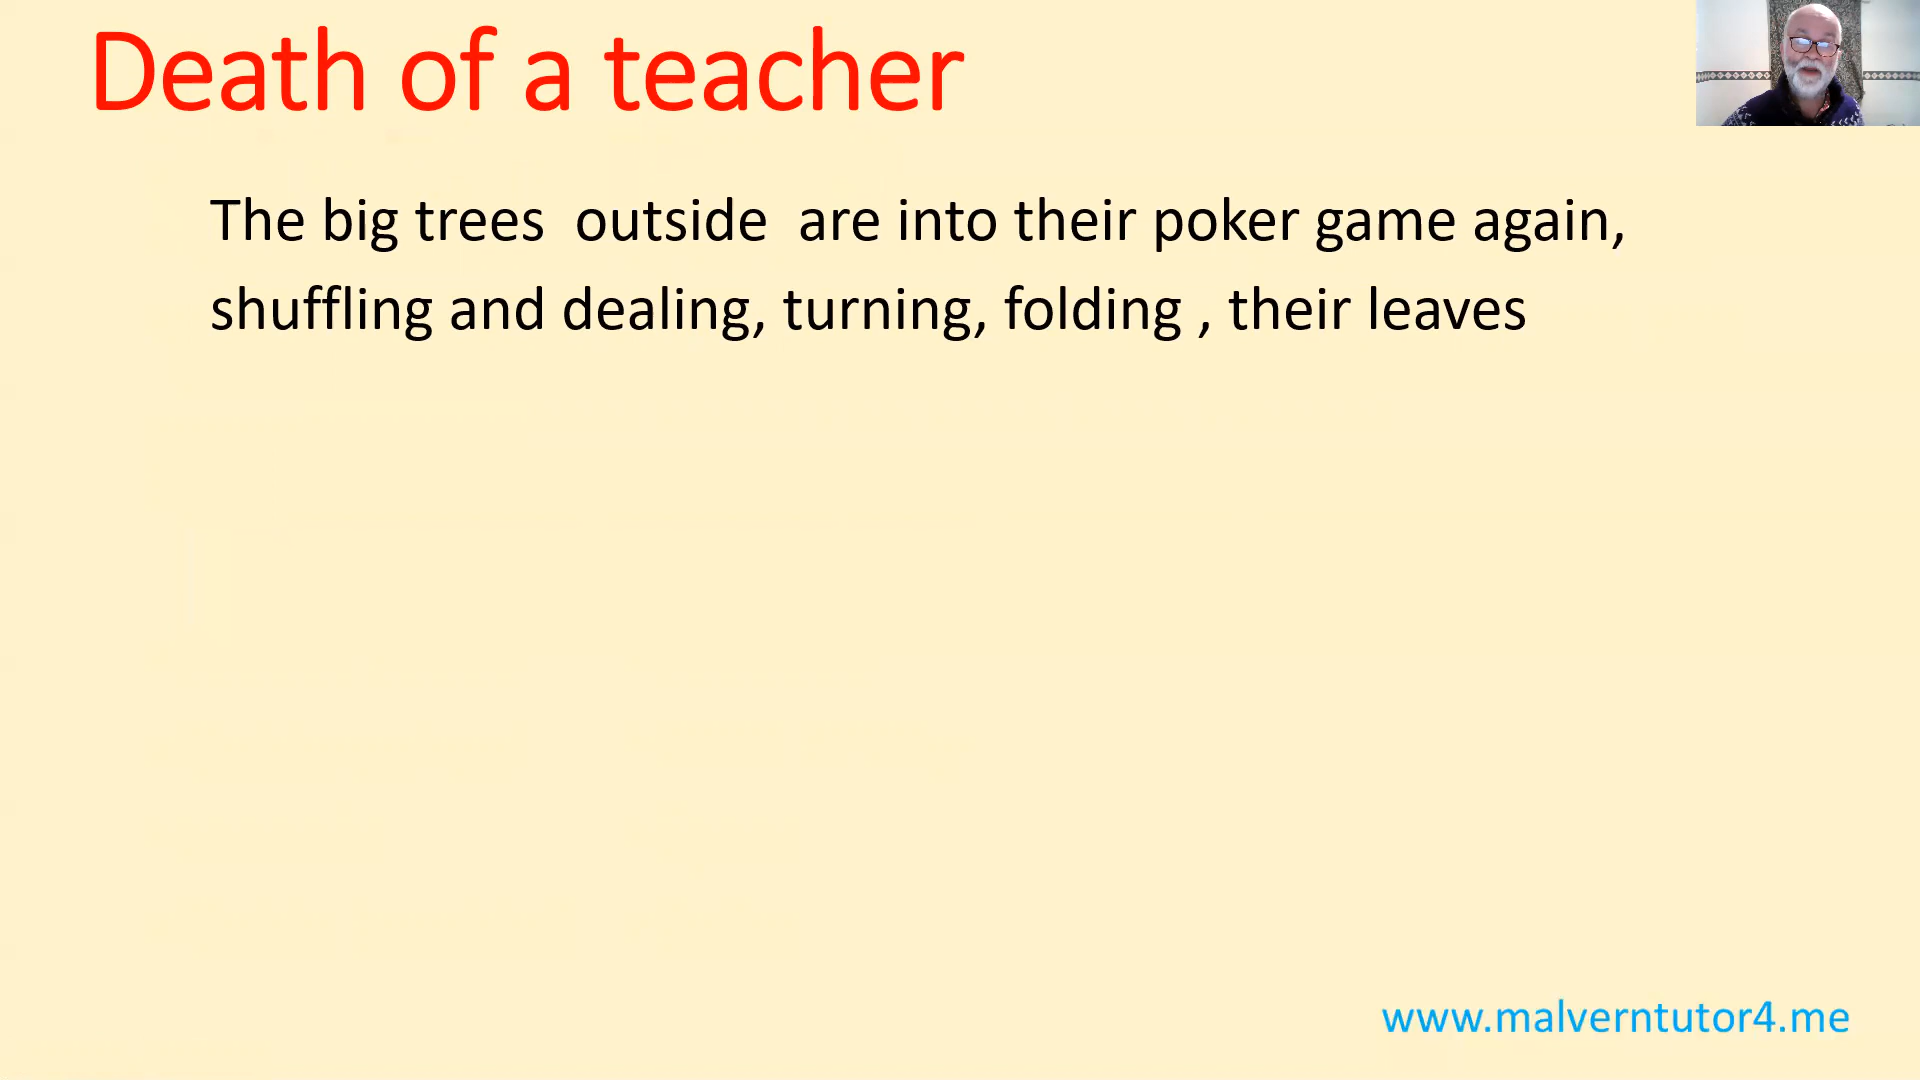 Death of a teacher
The big trees outside are into their poker game again,
shuffling and dealing, turning, folding , their leaves
www.malverntutor4.me